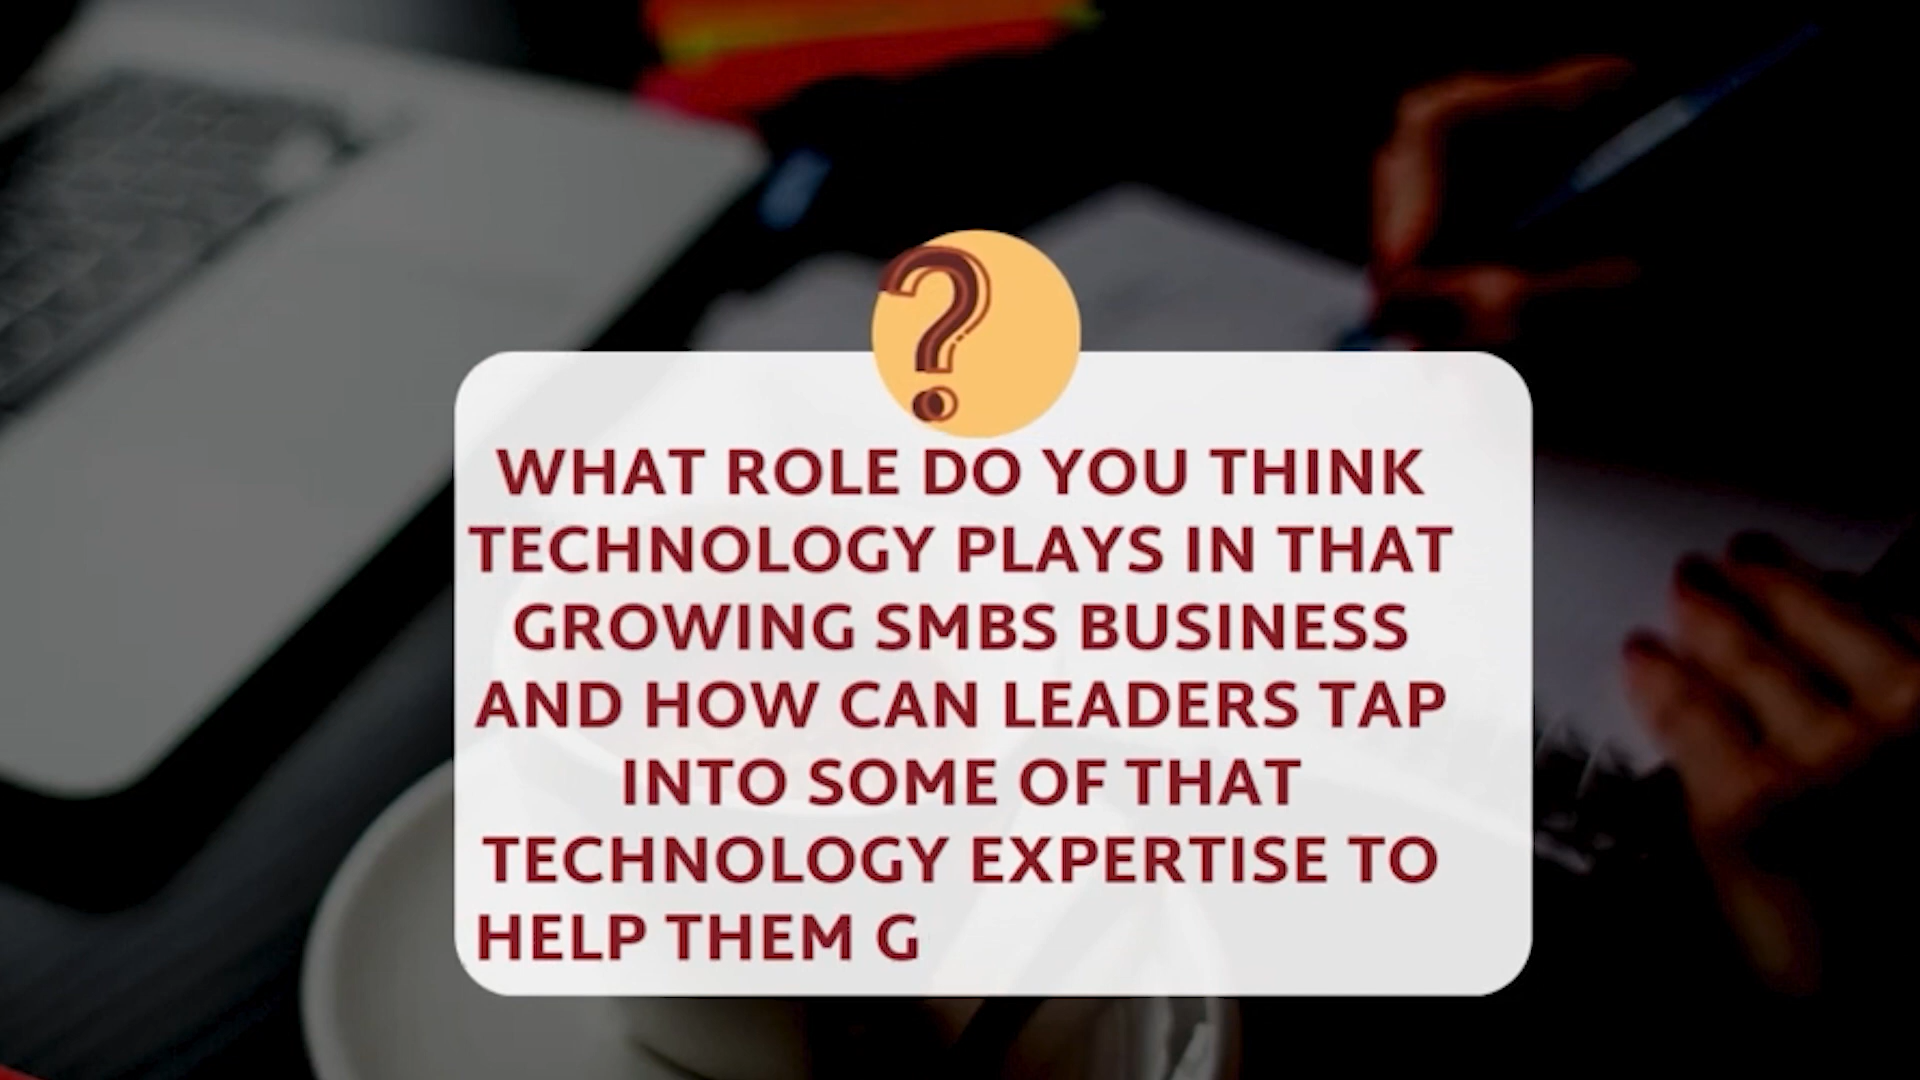 ?
WHAT ROLE DO YOU THINK
TECHNOLOGY PLAYS IN THAT
GROWING SMBS BUSINESS
AND HOW CAN LEADERS TAP
INTO SOME OF THAT
TECHNOLOGY EXPERTISE TO
HELP THEM G